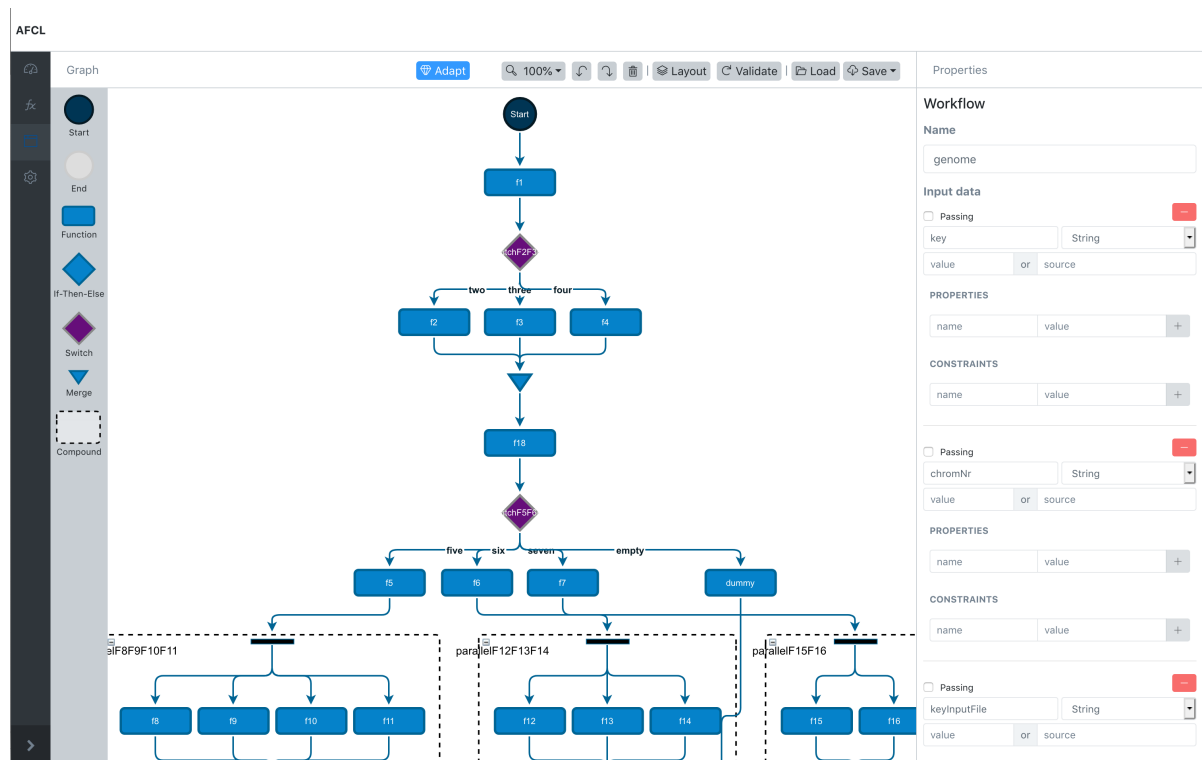 AFCL
Graph
Adapt
100%
Layout
Validate
Load
Save
Properties
Start
End
Function
If-Then-Else
Switch
Merge
Compound
Start
f1
tchF2F3
two three four
f2 f3 f4
f18
tchF5F6
five six seven empty
f5 f6 f7 dummy
elF8F9F10F11 parallelF12F13F14 parallelF15F16
f8 f9 f10 f11 f12 f13 f14 f15 f16
Workflow
Name
genome
Input data
Passing
key String
value or source
PROPERTIES
name value +
CONSTRAINTS
name value +
Passing
chromNr String
value or source
PROPERTIES
name value +
CONSTRAINTS
name value +
Passing
keyInputFile String
value or source